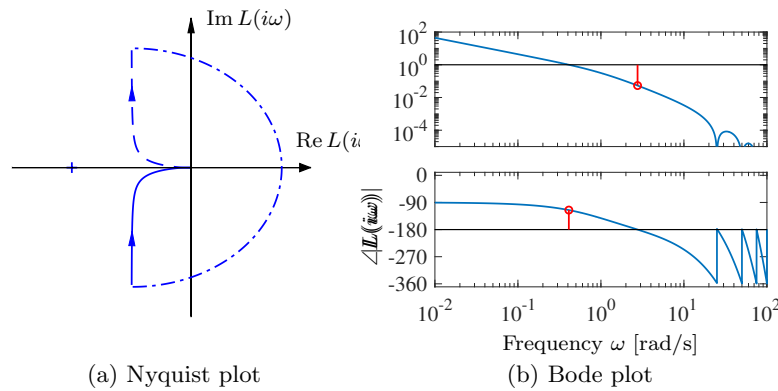 Im L(iω)
Re L(i
(a) Nyquist plot
10^2
10^0
10^-2
10^-4
0
-90
-180
-270
-360
10^-2
10^-1
10^0
10^1
10^2
Frequency ω [rad/s]
(b) Bode plot